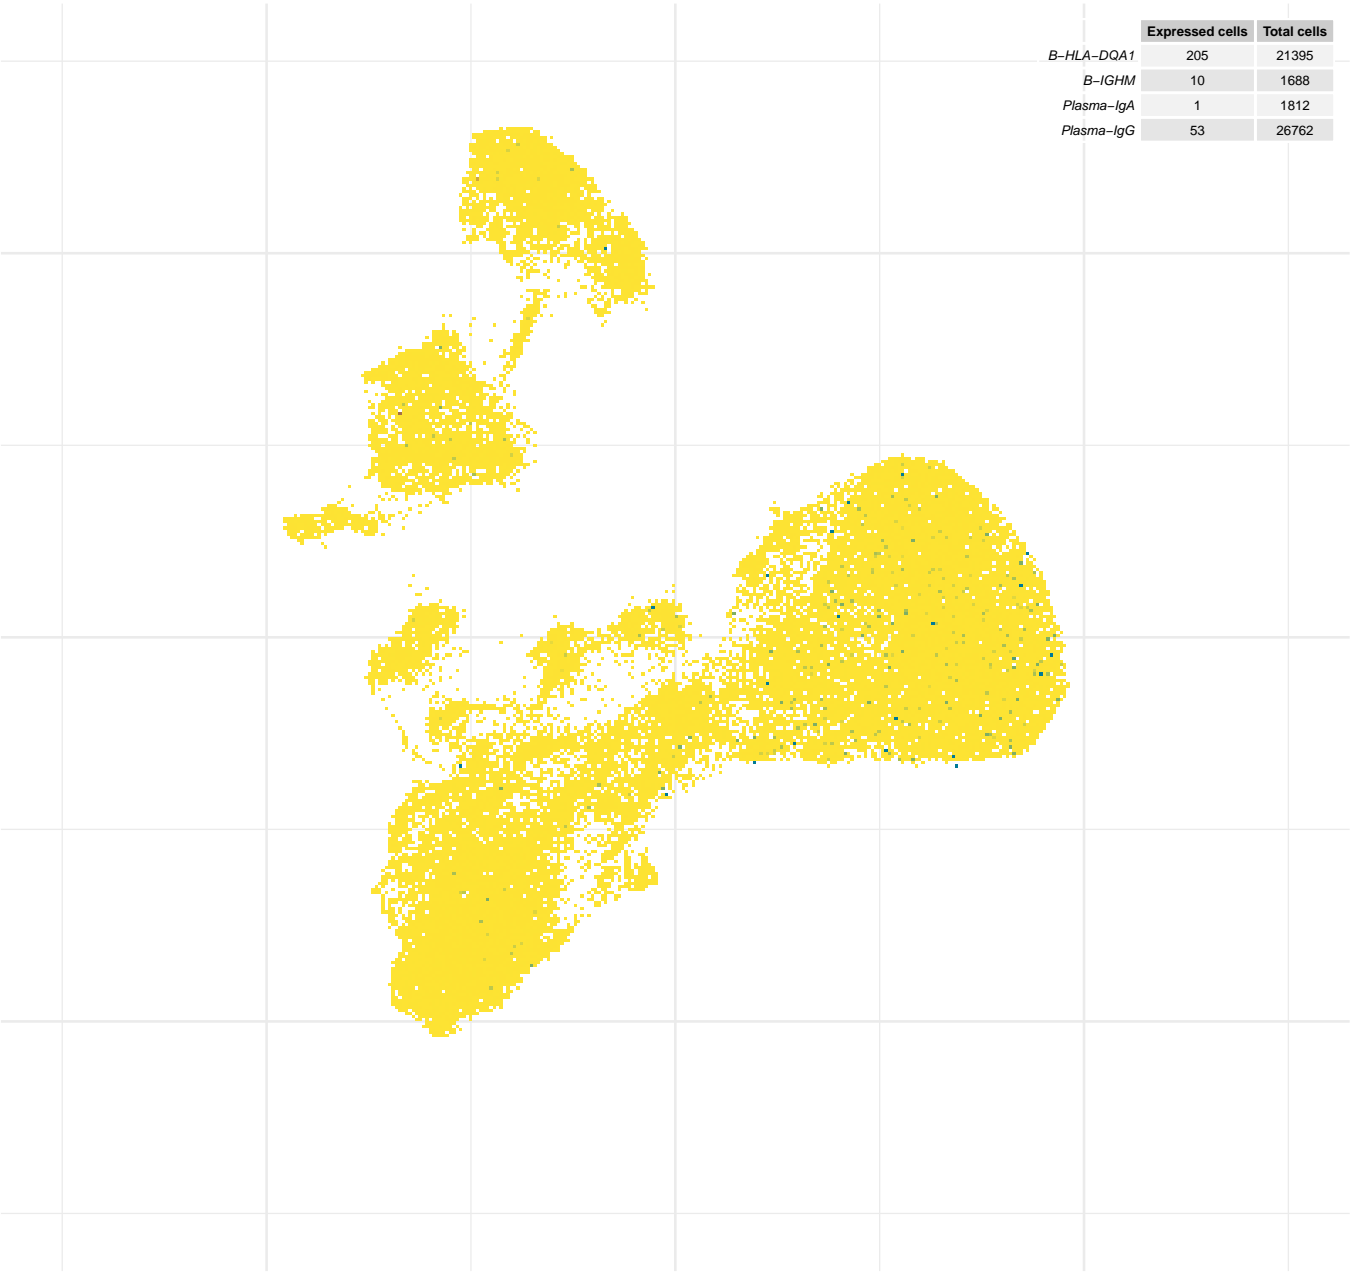 Expressed cells Total cells
B−HLA−DQA1 205 21395
B−IGHM 10 1688
Plasma−IgA 1 1812
Plasma−IgG 53 26762